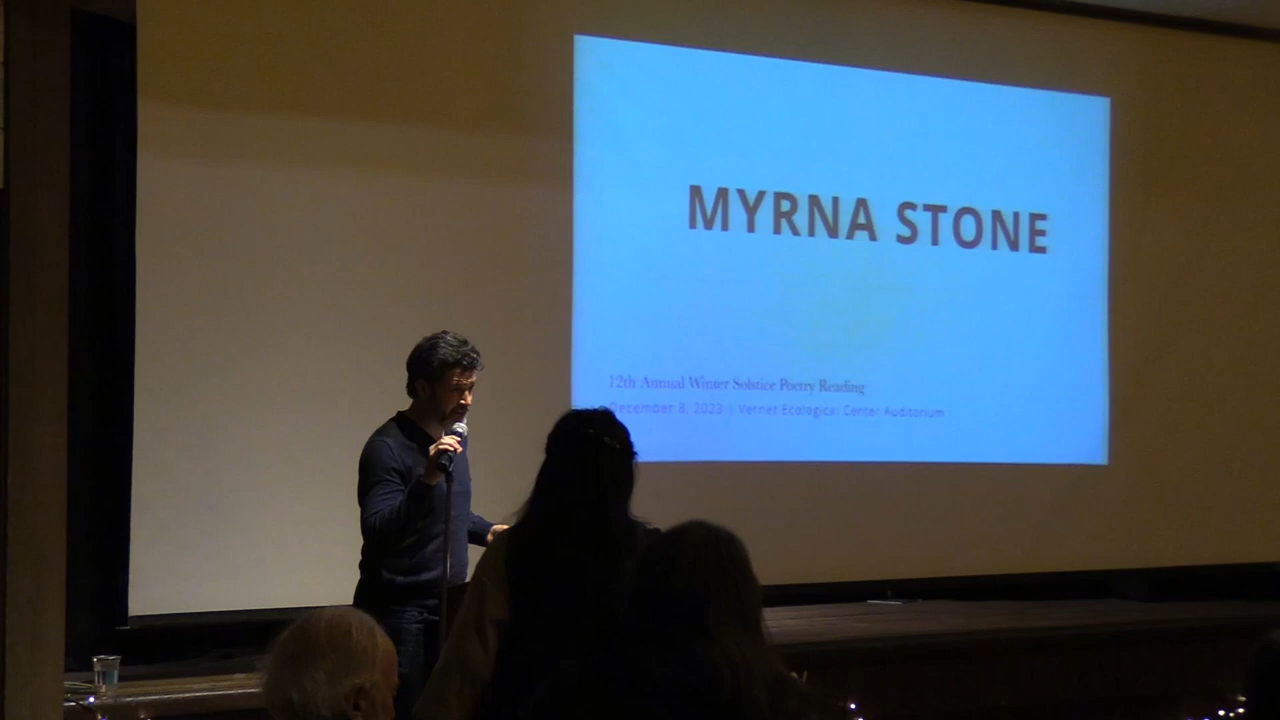 MYRNA STONE
12th Annual Winter Solstice Poetry Reading
December 8, 2023 | Vernet Ecological Center Auditorium